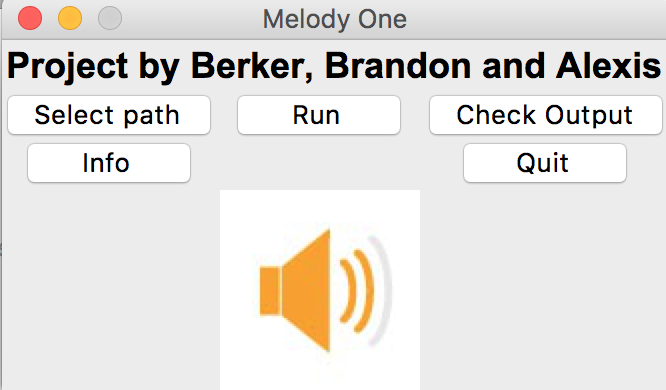 Melody One
Project by Berker, Brandon and Alexis
Select path Run Check Output
Info Quit